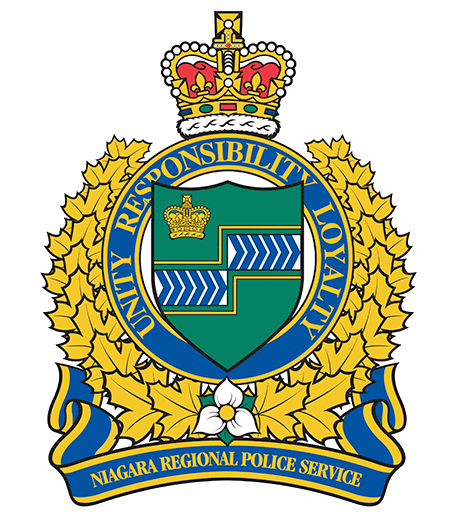 UNITY RESPONSIBILITY LOYALTY
NIAGARA REGIONAL POLICE SERVICE